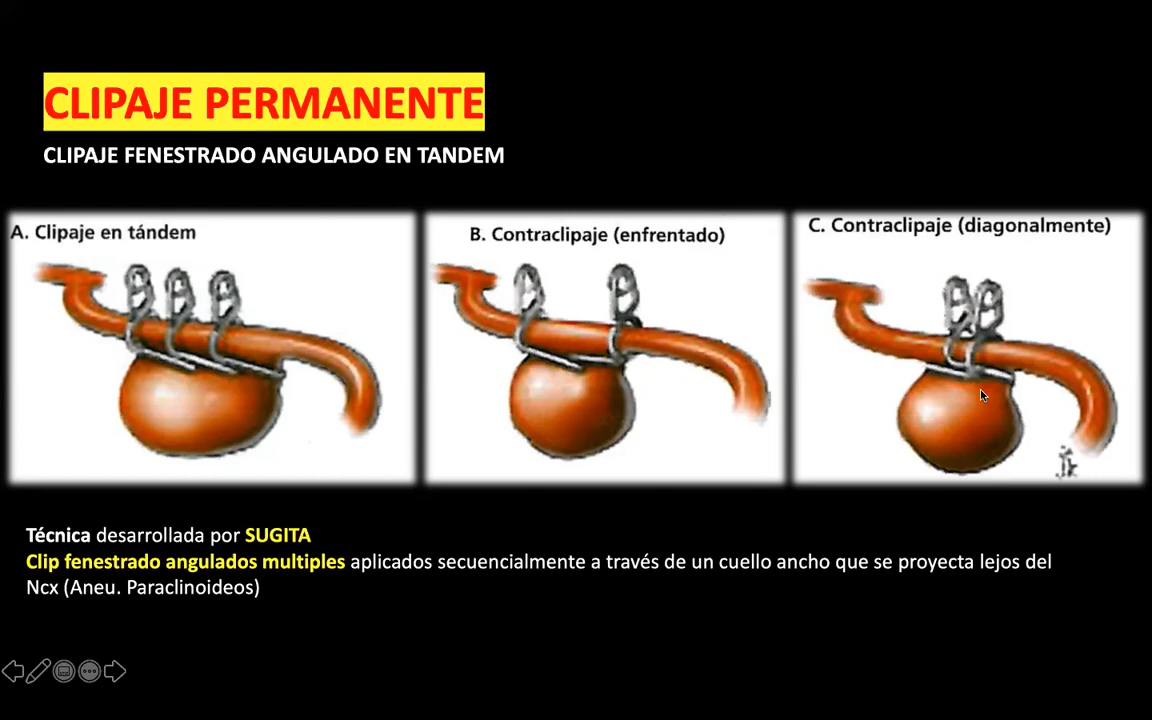 CLIPAJE PERMANENTE
CLIPAJE FENESTRADO ANGULADO EN TANDEM
A. Clipaje en tándem
B. Contraclipaje (enfrentado)
C. Contraclipaje (diagonalmente)
Técnica desarrollada por SUGITA
Clip fenestrado angulados multiples aplicados secuencialmente a través de un cuello ancho que se proyecta lejos del
Ncx (Aneu. Paraclinoideos)